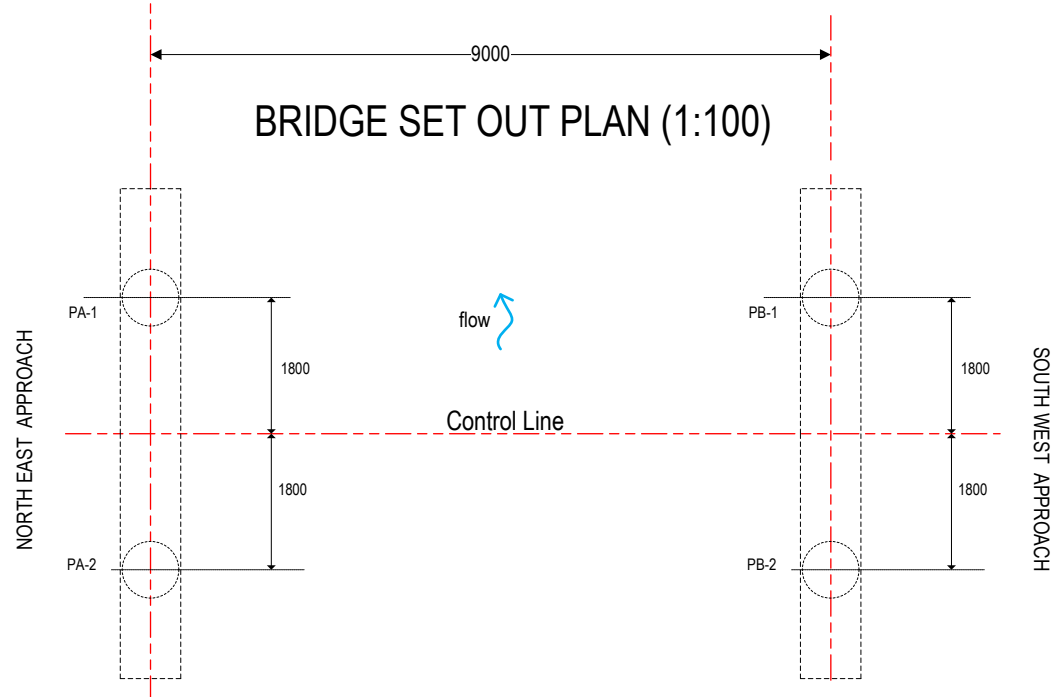 9000
BRIDGE SET OUT PLAN (1:100)
PA-1
flow
PB-1
1800
1800
NORTH EAST APPROACH
Control Line
SOUTH WEST APPROACH
1800
1800
PA-2
PB-2